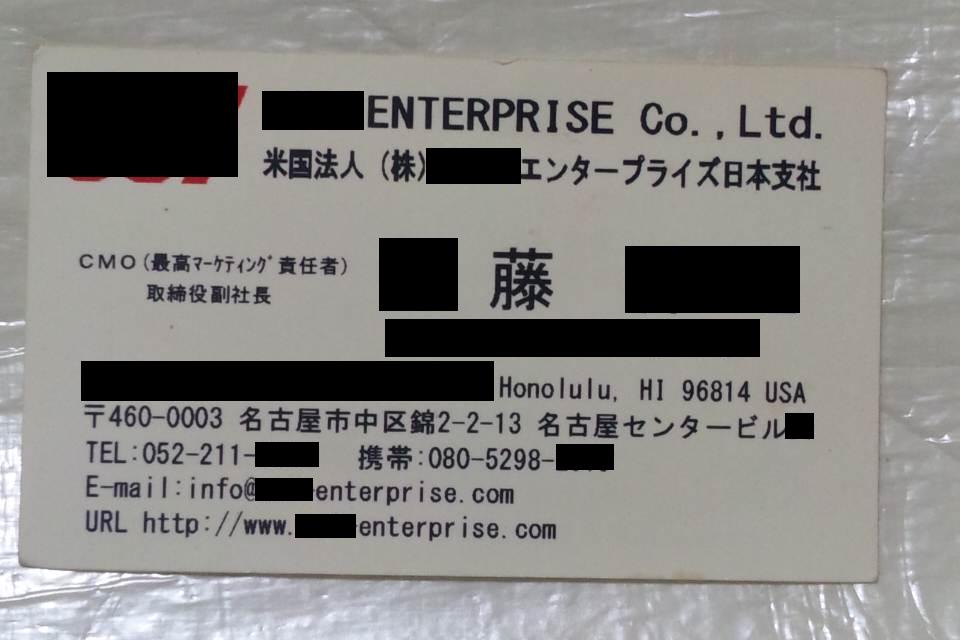 ENTERPRISE Co.,Ltd.
米国法人(株) エンタープライズ日本支社
CMO(最高ﾏｰｹﾃｨﾝｸﾞ責任者)
取締役副社長
藤
Honolulu, HI 96814 USA
〒460-0003 名古屋市中区錦2-2-13 名古屋センタービル
TEL:052-211- 携帯:080-5298-
E-mail:info@ enterprise.com
URL http://www. enterprise.com